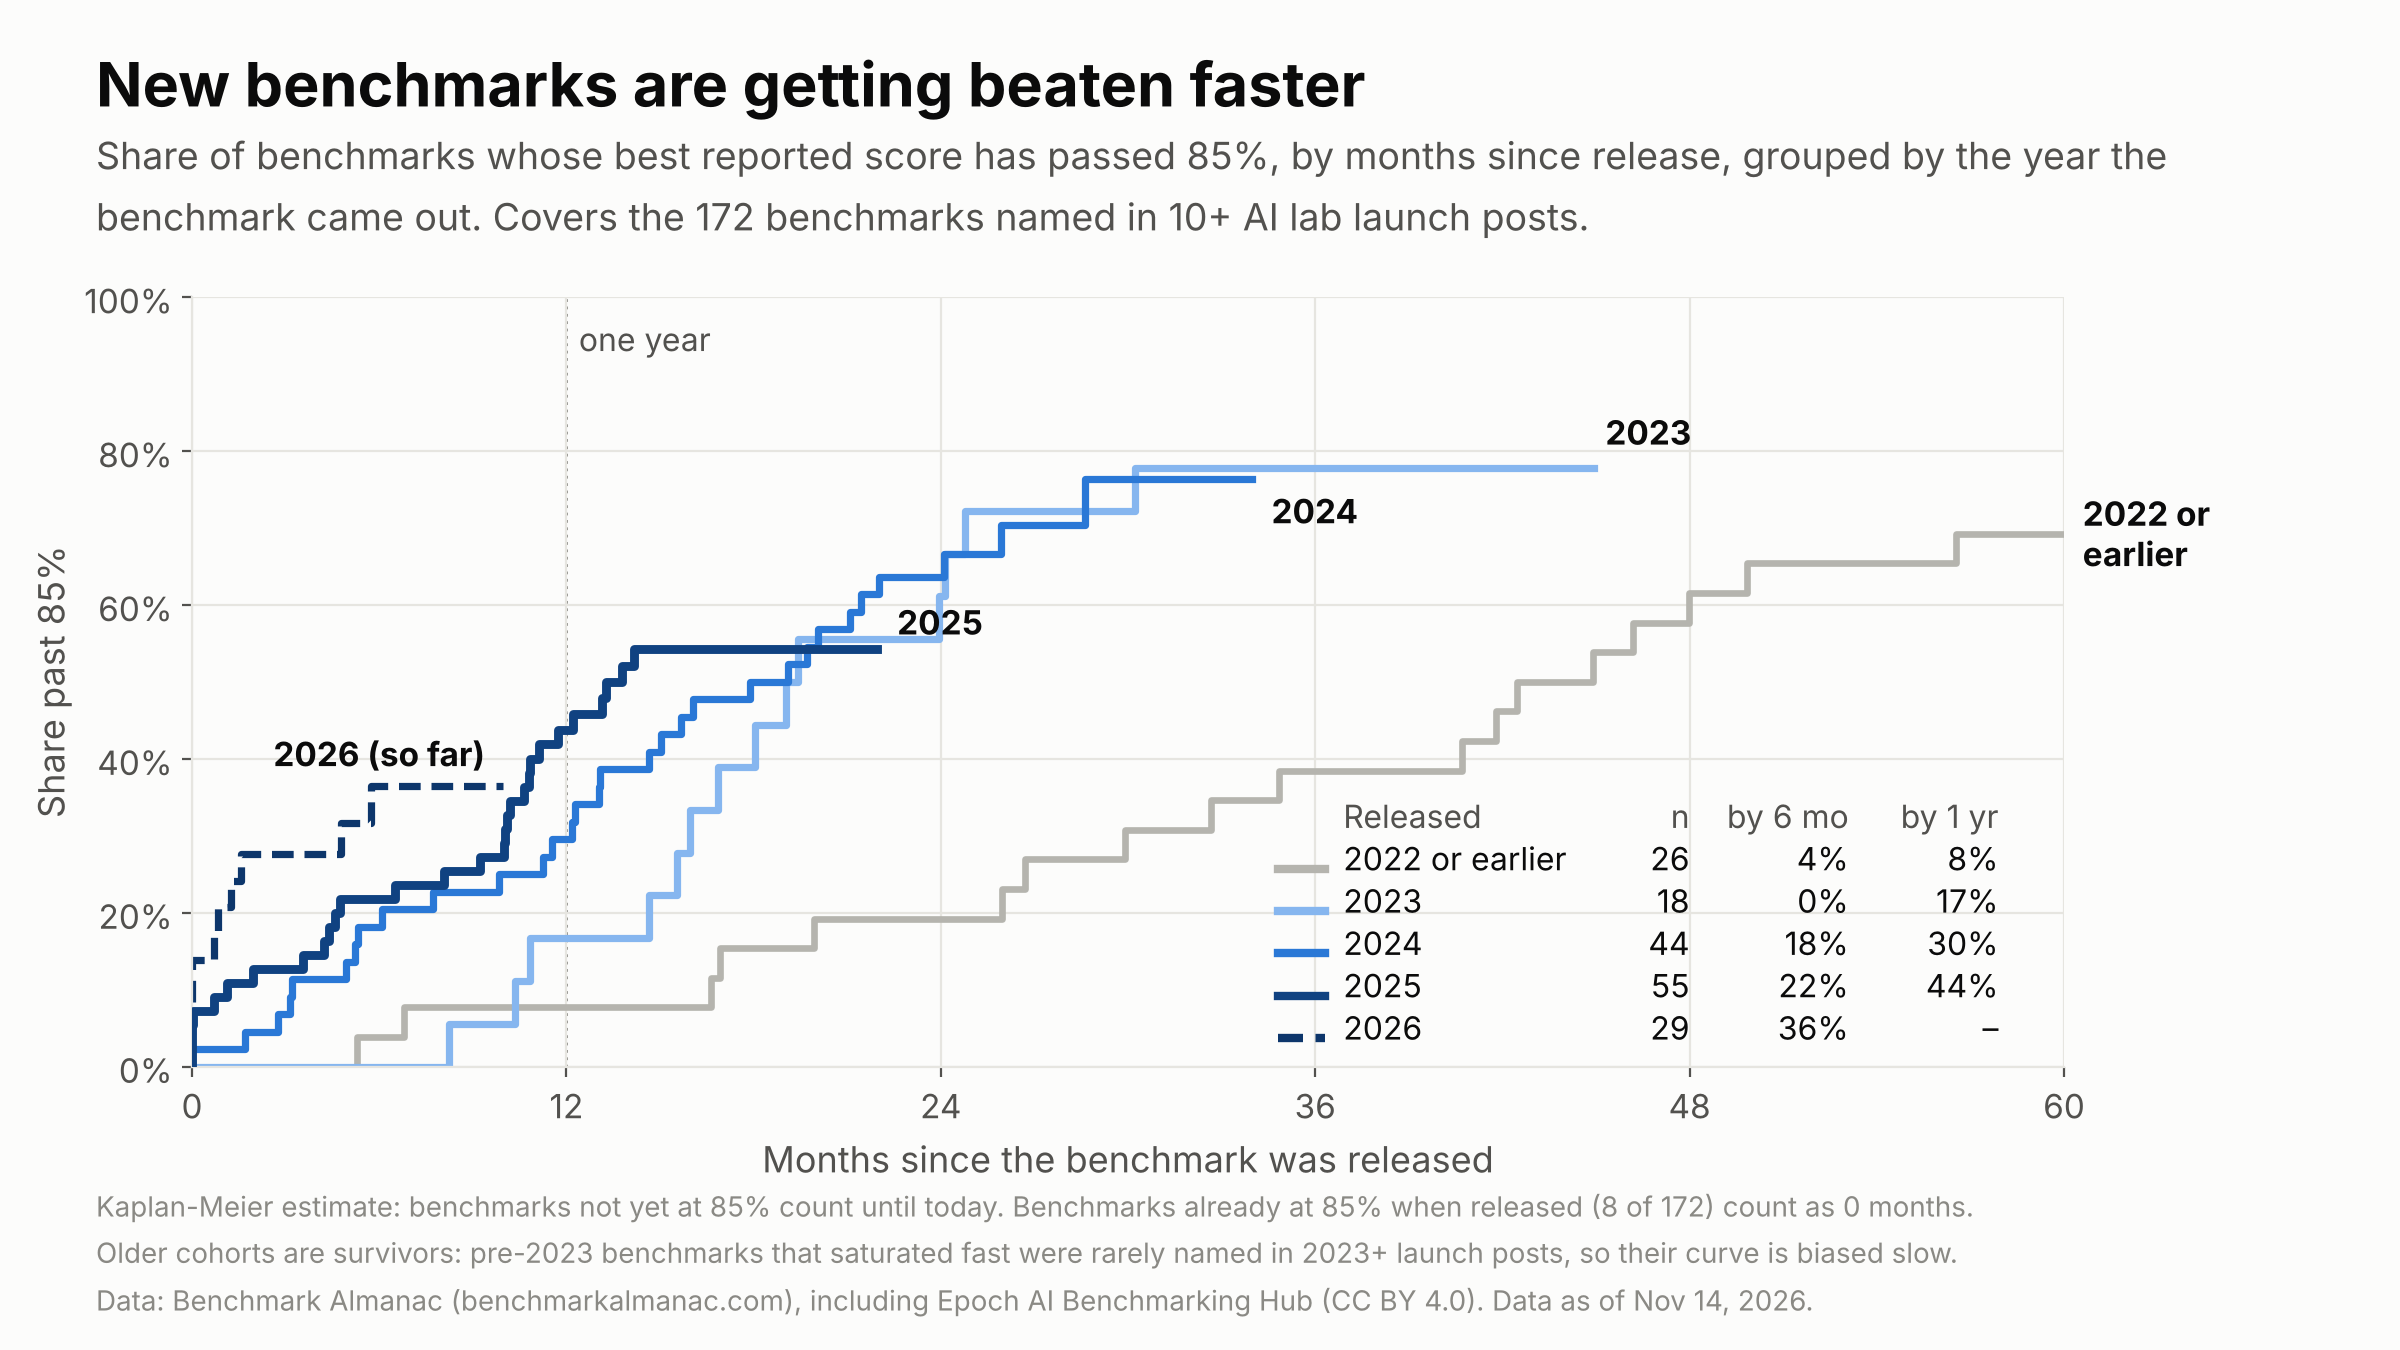 New benchmarks are getting beaten faster
Share of benchmarks whose best reported score has passed 85%, by months since release, grouped by the year the
benchmark came out. Covers the 172 benchmarks named in 10+ AI lab launch posts.
100%
80%
60%
40%
20%
0%
Share past 85%
one year
2023
2024
2022 or
earlier
2025
2026 (so far)
Released n by 6 mo by 1 yr
2022 or earlier 26 4% 8%
2023 18 0% 17%
2024 44 18% 30%
2025 55 22% 44%
2026 29 36% –
0 12 24 36 48 60
Months since the benchmark was released
Kaplan-Meier estimate: benchmarks not yet at 85% count until today. Benchmarks already at 85% when released (8 of 172) count as 0 months.
Older cohorts are survivors: pre-2023 benchmarks that saturated fast were rarely named in 2023+ launch posts, so their curve is biased slow.
Data: Benchmark Almanac (benchmarkalmanac.com), including Epoch AI Benchmarking Hub (CC BY 4.0). Data as of Nov 14, 2026.